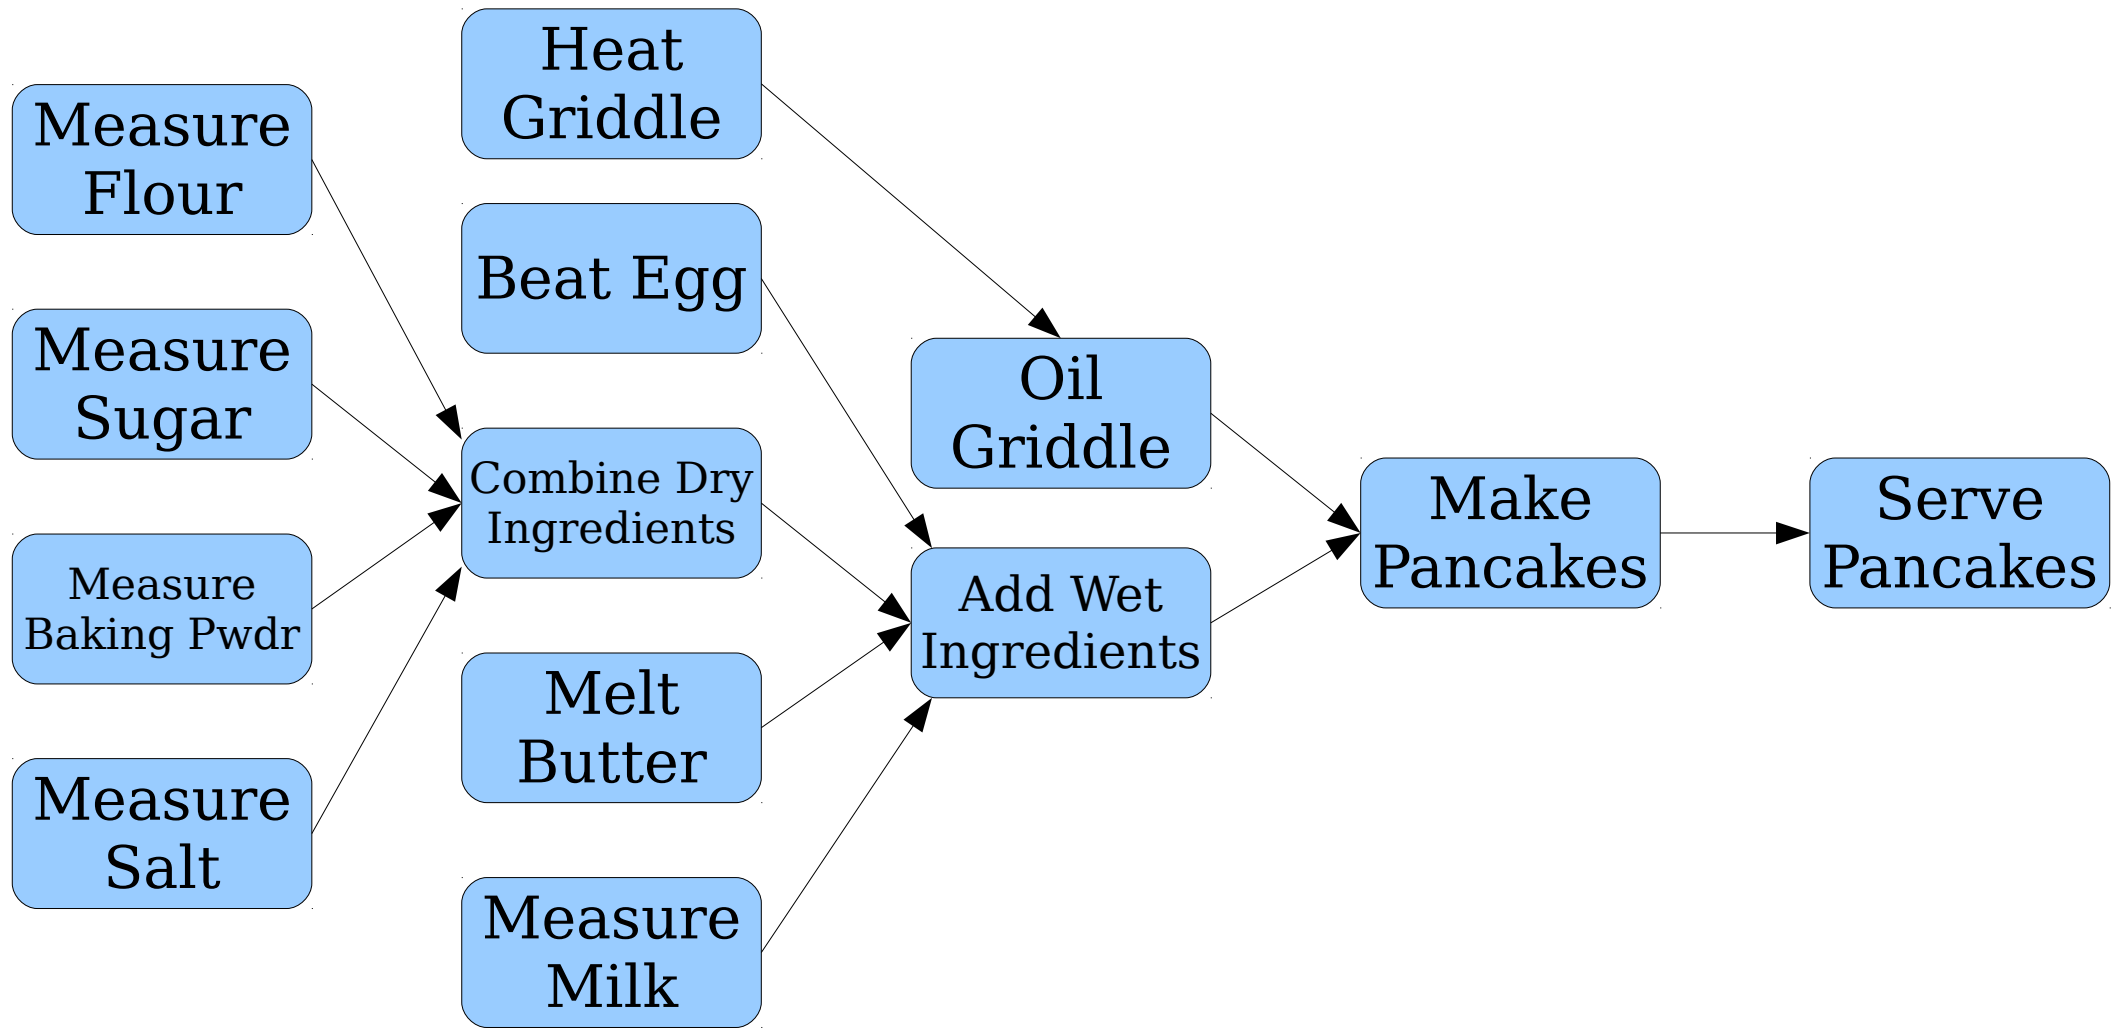 Measure
Flour
Measure
Sugar
Measure
Baking Pwdr
Measure
Salt
Heat
Griddle
Beat Egg
Combine Dry
Ingredients
Melt
Butter
Measure
Milk
Oil
Griddle
Add Wet
Ingredients
Make
Pancakes
Serve
Pancakes